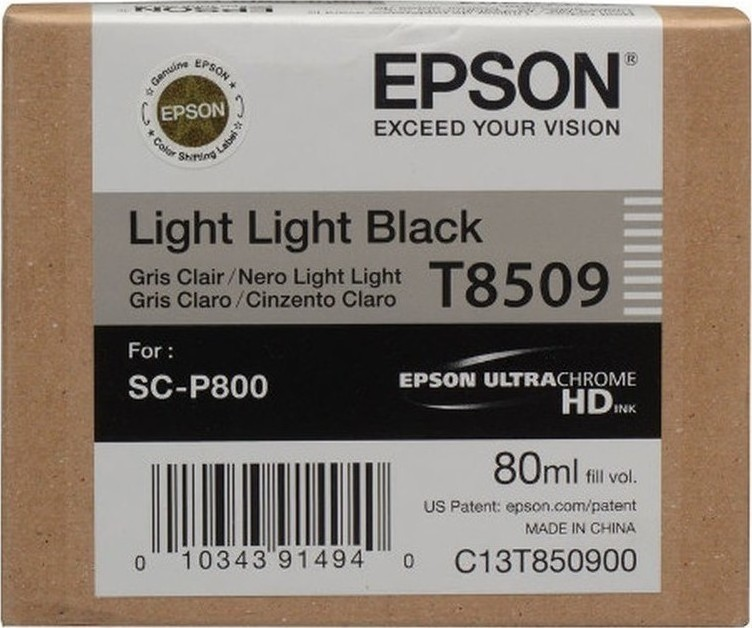 Genuine EPSON
EPSON
Color Shifting Label
EPSON®
EXCEED YOUR VISION
Light Light Black
Gris Clair/Nero Light Light
Gris Claro/Cinzento Claro
T8509
For :
SC-P800
EPSON ULTRACHROME
HD INK
80ml fill vol.
US Patent: epson.com/patent
MADE IN CHINA
0 10343 91494 0
C13T850900